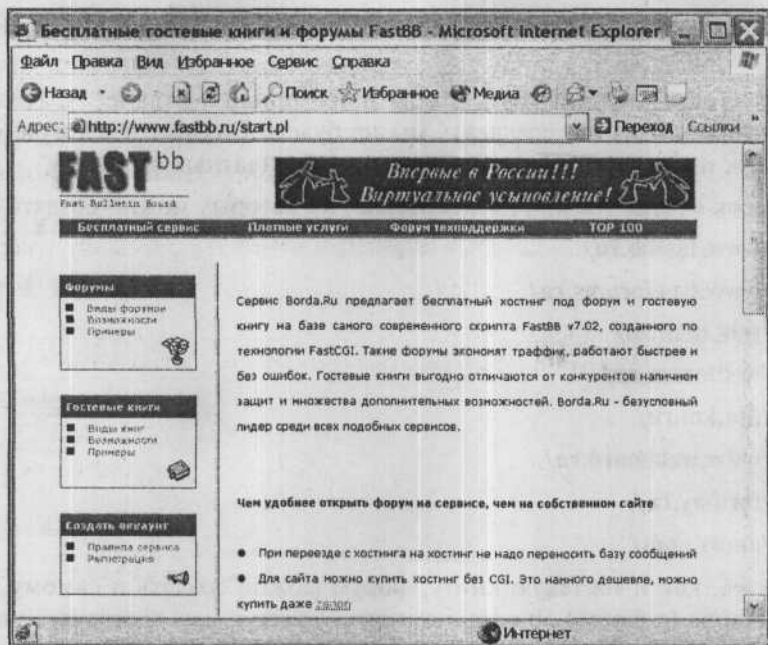 Бесплатные гостевые книги и форумы FastBB - Microsoft Internet Explorer
Файл Правка Вид Избранное Сервис Справка
Назад Поиск Избранное Медиа
Адрес: http://www.fastbb.ru/start.pl Переход Ссылки »
FAST bb
Fast Bulletin Board
Впервые в России!!!
Виртуальное усыновление!
Бесплатный сервис Платные услуги Форум техподдержки TOP 100
Форумы
Виды форумов
Возможности
Примеры
Гостевые книги
Виды книг
Возможности
Примеры
Создать аккаунт
Правила сервиса
Регистрация
Сервис Borda.Ru предлагает бесплатный хостинг под форум и гостевую
книгу на базе самого современного скрипта FastBB v7.02, созданного по
технологии FastCGI. Такие форумы экономят траффик, работают быстрее и
без ошибок. Гостевые книги выгодно отличаются от конкурентов наличием
защит и множества дополнительных возможностей. Borda.Ru - безусловный
лидер среди всех подобных сервисов.
Чем удобнее открыть форум на сервисе, чем на собственном сайте
При переезде с хостинга на хостинг не надо переносить базу сообщений
Для сайта можно купить хостинг без CGI. Это нанного дешевле, можно
купить даже
Интернет